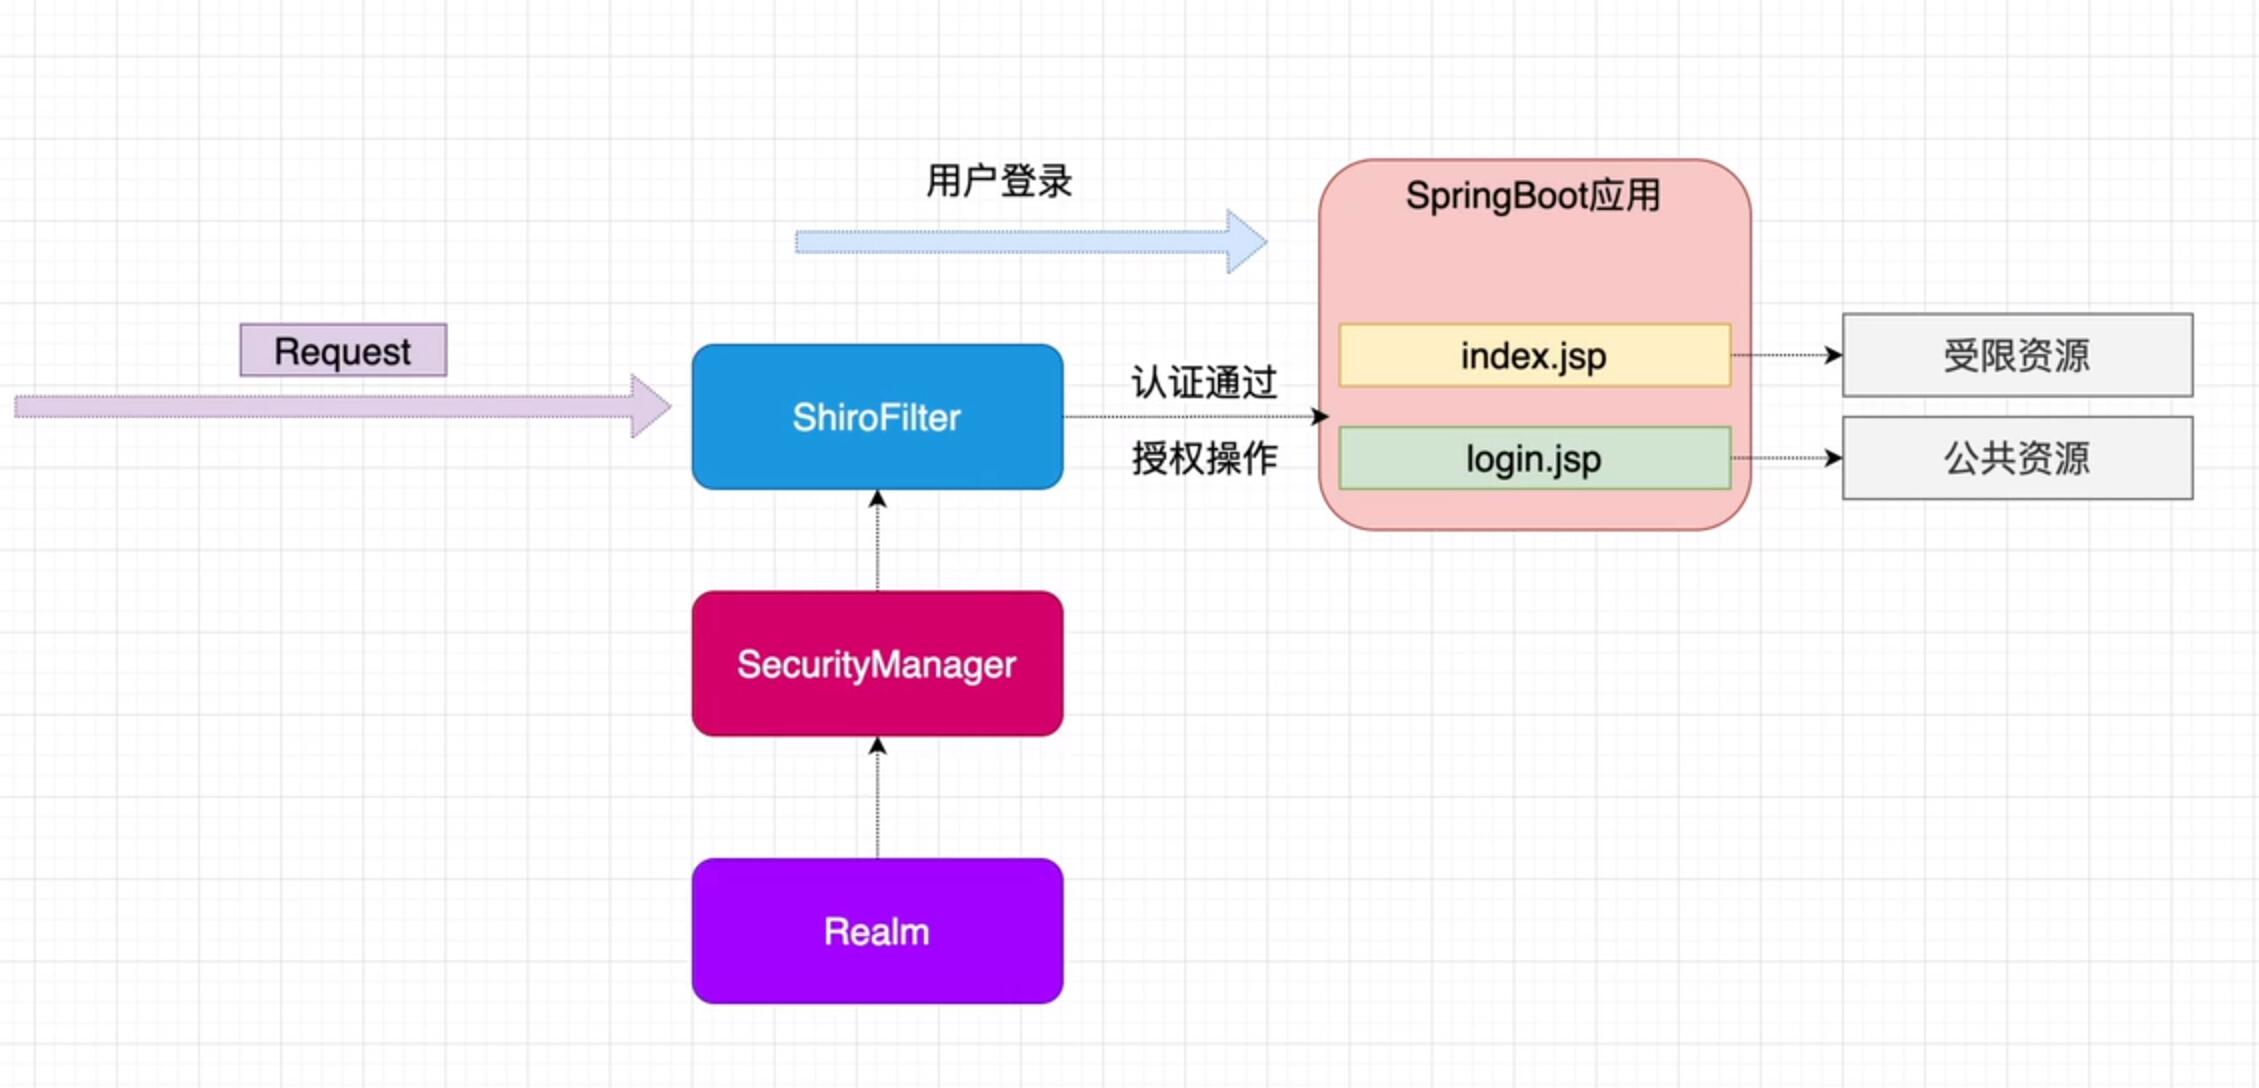 用户登录
SpringBoot应用
Request
index.jsp
受限资源
ShiroFilter
认证通过
授权操作
login.jsp
公共资源
SecurityManager
Realm